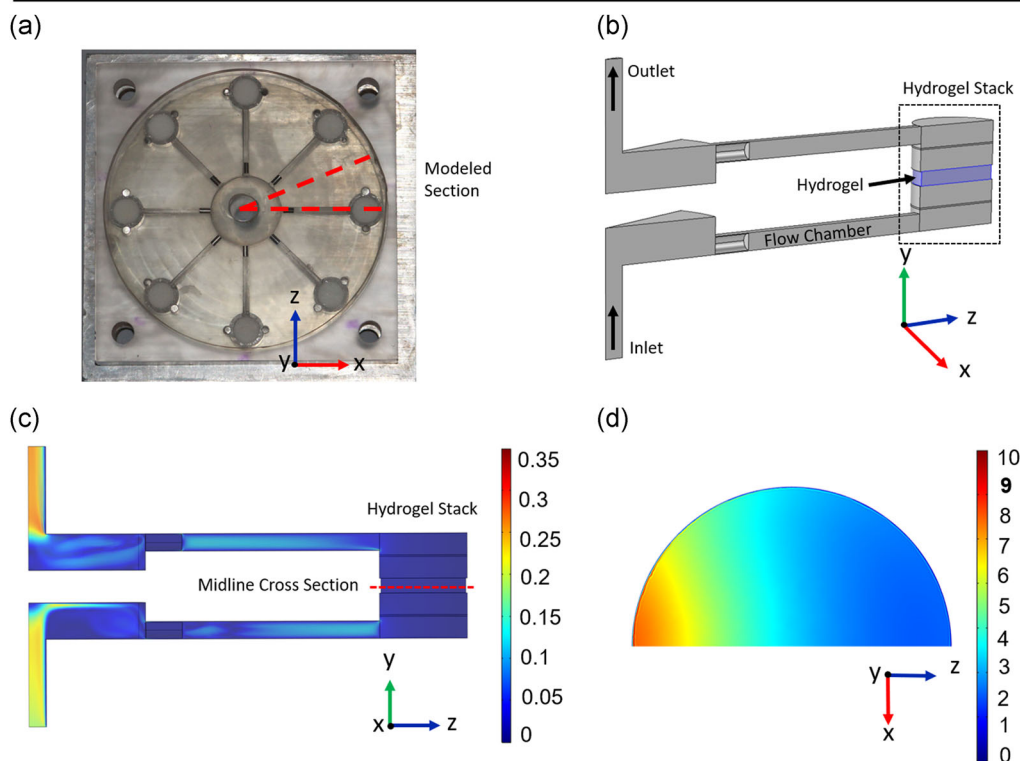 (a)
Modeled
Section
z
y
x
(b)
Outlet
Hydrogel Stack
Hydrogel
Flow Chamber
Inlet
y
z
x
(c)
Hydrogel Stack
Midline Cross Section
0.35
0.3
0.25
0.2
0.15
0.1
0.05
0
y
x
z
(d)
10
9
8
7
6
5
4
3
2
1
0
y
z
x